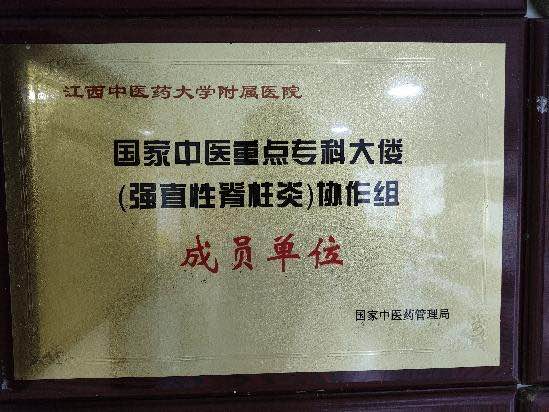 江西中医药大学附属医院
国家中医重点专科大偻
(强直性脊柱炎)协作组
成员单位
国家中医药管理局